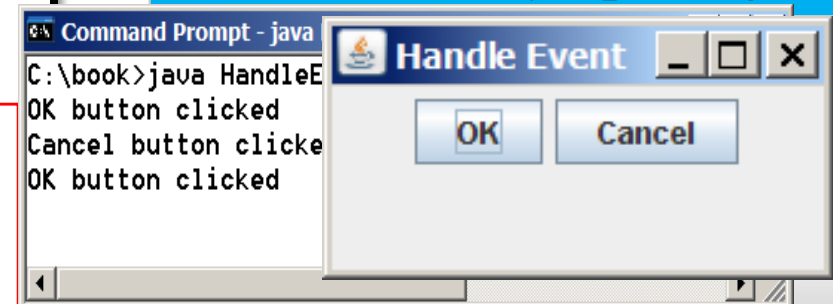 Command Prompt - java
C:\book>java HandleE
OK button clicked
Cancel button clicke
OK button clicked
Handle Event
OK
Cancel